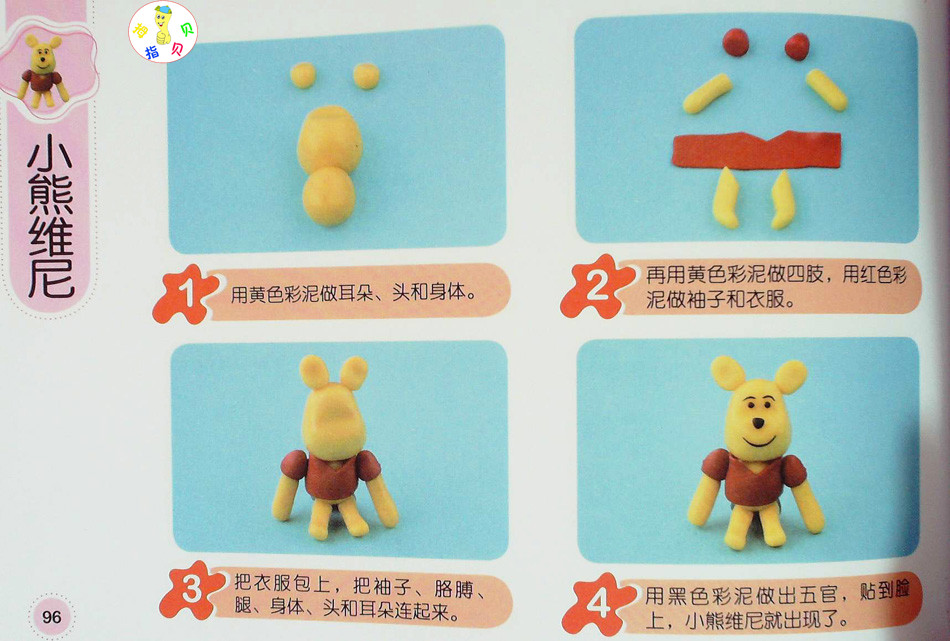 指贝贝
小熊维尼
1
用黄色彩泥做耳朵、头和身体。
2
再用黄色彩泥做四肢，用红色彩
泥做袖子和衣服。
3
把衣服包上，把袖子、胳膊、
腿、身体、头和耳朵连起来。
4
用黑色彩泥做出五官，贴到脸
上，小熊维尼就出现了。
96